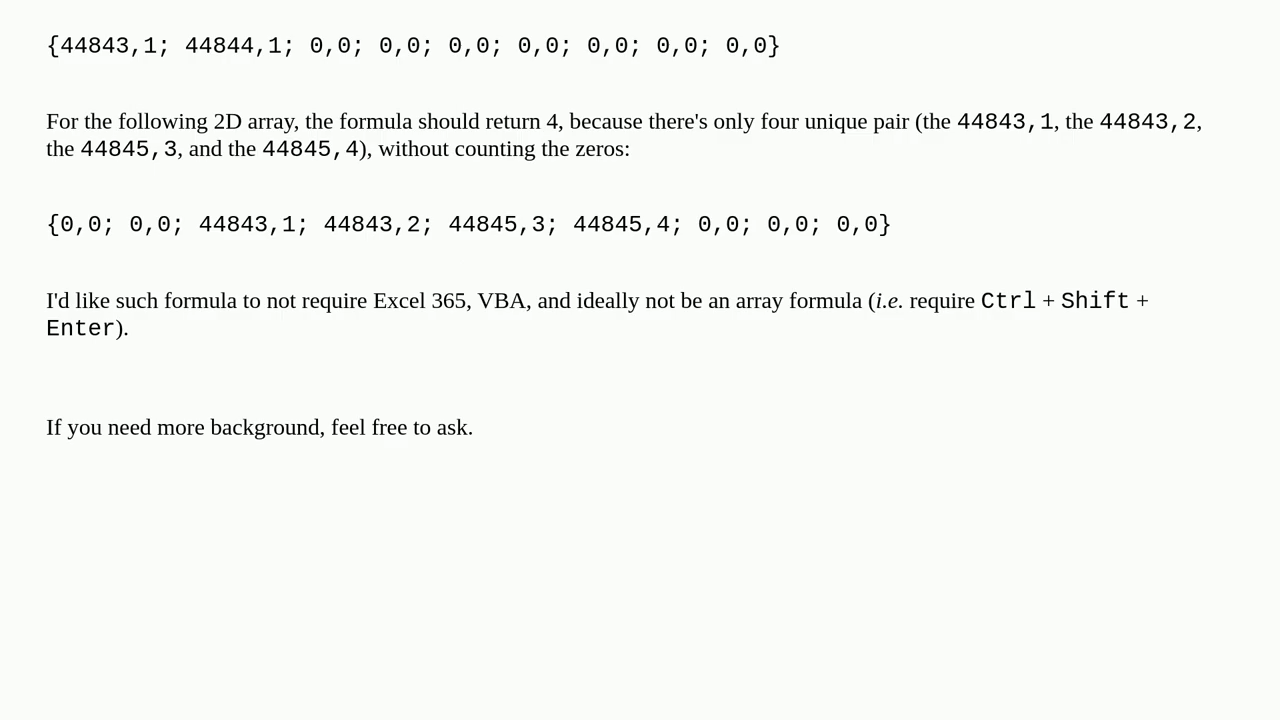 {44843,1; 44844,1; 0,0; 0,0; 0,0; 0,0; 0,0; 0,0; 0,0}
For the following 2D array, the formula should return 4, because there's only four unique pair (the 44843,1, the 44843,2,
the 44845,3, and the 44845,4), without counting the zeros:
{0,0; 0,0; 44843,1; 44843,2; 44845,3; 44845,4; 0,0; 0,0; 0,0}
I'd like such formula to not require Excel 365, VBA, and ideally not be an array formula (i.e. require Ctrl + Shift +
Enter).
If you need more background, feel free to ask.